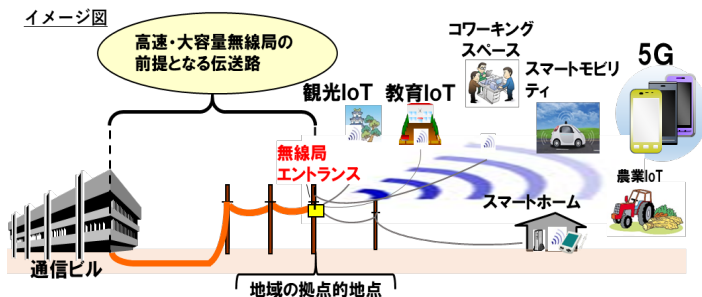 イメージ図
高速・大容量無線局の
前提となる伝送路
観光IoT
教育IoT
コワーキング
スペース
スマートモビリ
ティ
5G
無線局
エントランス
農業IoT
スマートホーム
通信ビル
地域の拠点的地点